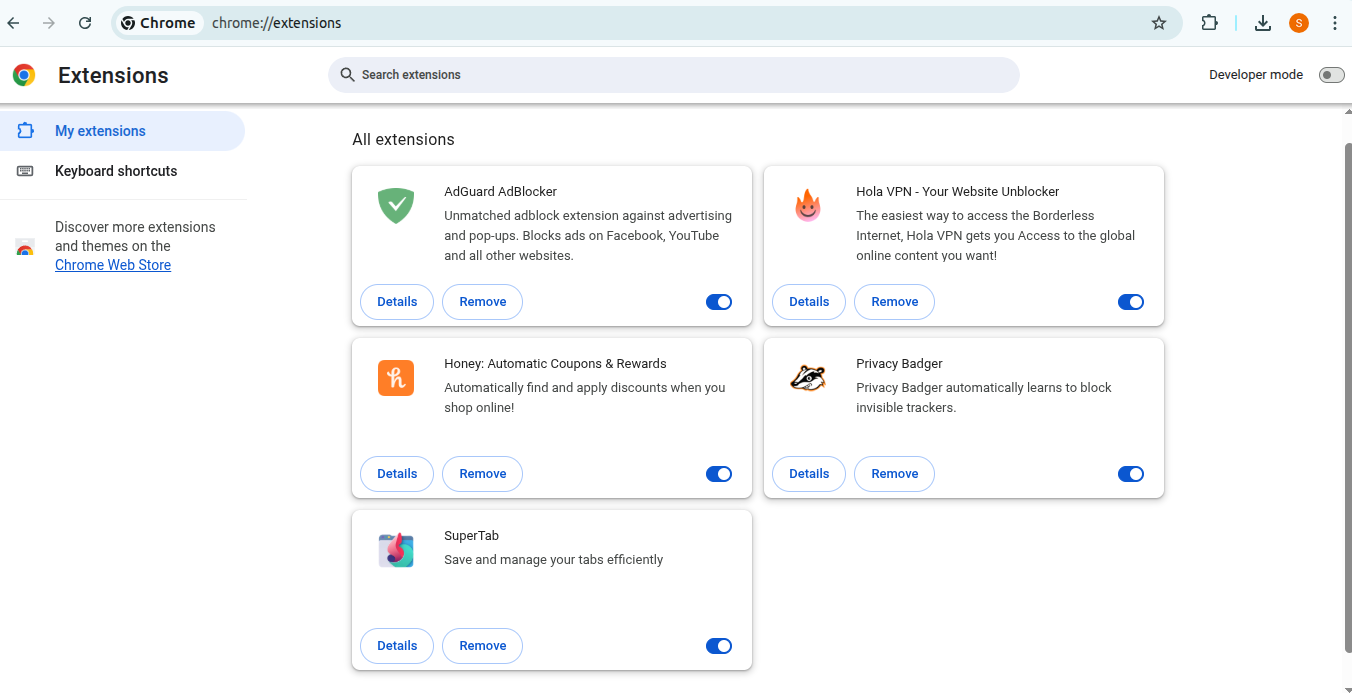 Chrome chrome://extensions S
Extensions
Search extensions
Developer mode
My extensions
Keyboard shortcuts
Discover more extensions
and themes on the
Chrome Web Store
All extensions
AdGuard AdBlocker
Unmatched adblock extension against advertising
and pop-ups. Blocks ads on Facebook, YouTube
and all other websites.
Details Remove
Hola VPN - Your Website Unblocker
The easiest way to access the Borderless
Internet, Hola VPN gets you Access to the global
online content you want!
Details Remove
h
Honey: Automatic Coupons & Rewards
Automatically find and apply discounts when you
shop online!
Details Remove
Privacy Badger
Privacy Badger automatically learns to block
invisible trackers.
Details Remove
SuperTab
Save and manage your tabs efficiently
Details Remove